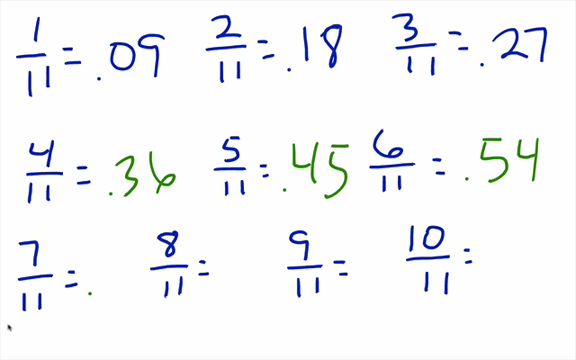 1/11 = .09 2/11 = .18 3/11 = .27
4/11 = .36 5/11 = .45 6/11 = .54
7/11 = . 8/11 = 9/11 = 10/11 =